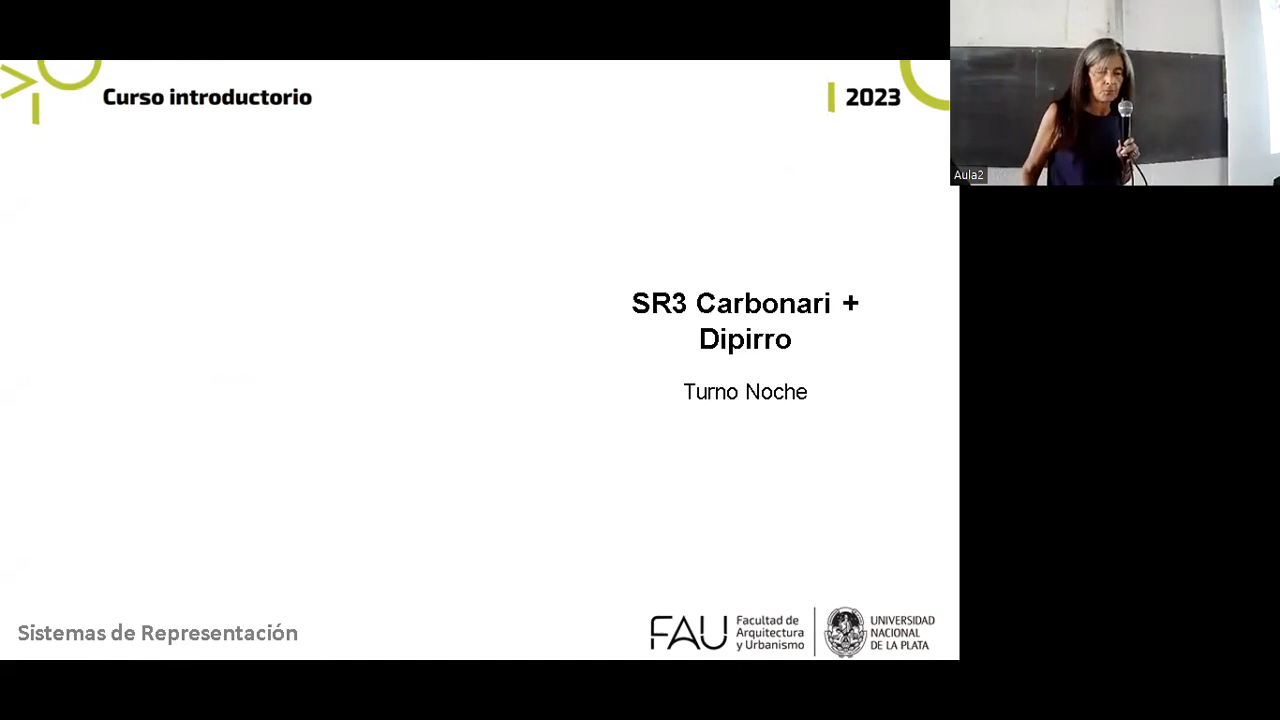 Curso introductorio
2023
Aula2
SR3 Carbonari +
Dipirro
Turno Noche
Sistemas de Representación
FAU
Facultad de
Arquitectura
y Urbanismo
UNIVERSIDAD
NACIONAL
DE LA PLATA